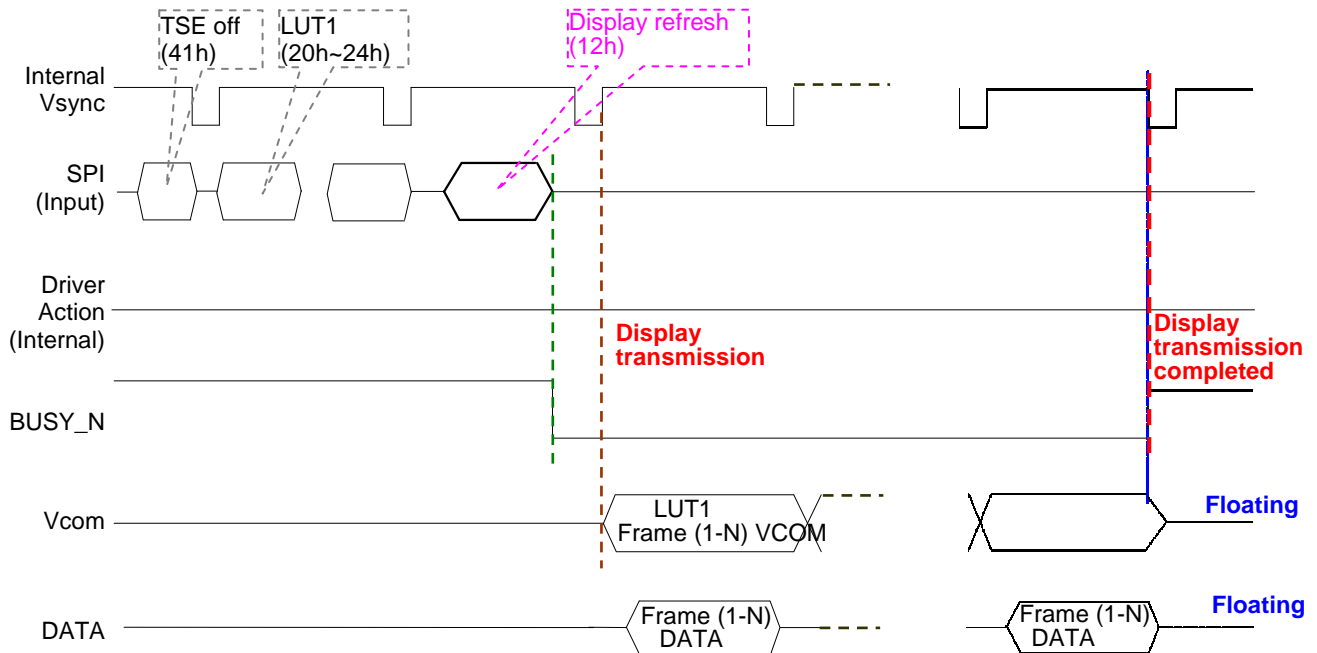 TSE off
(41h)
LUT1
(20h~24h)
Display refresh
(12h)
Internal
Vsync
SPI
(Input)
Driver
Action
(Internal)
Display
transmission
Display
transmission
completed
BUSY_N
Vcom
LUT1
Frame (1-N) VCOM
Floating
DATA
Frame (1-N)
DATA
Frame (1-N)
DATA
Floating